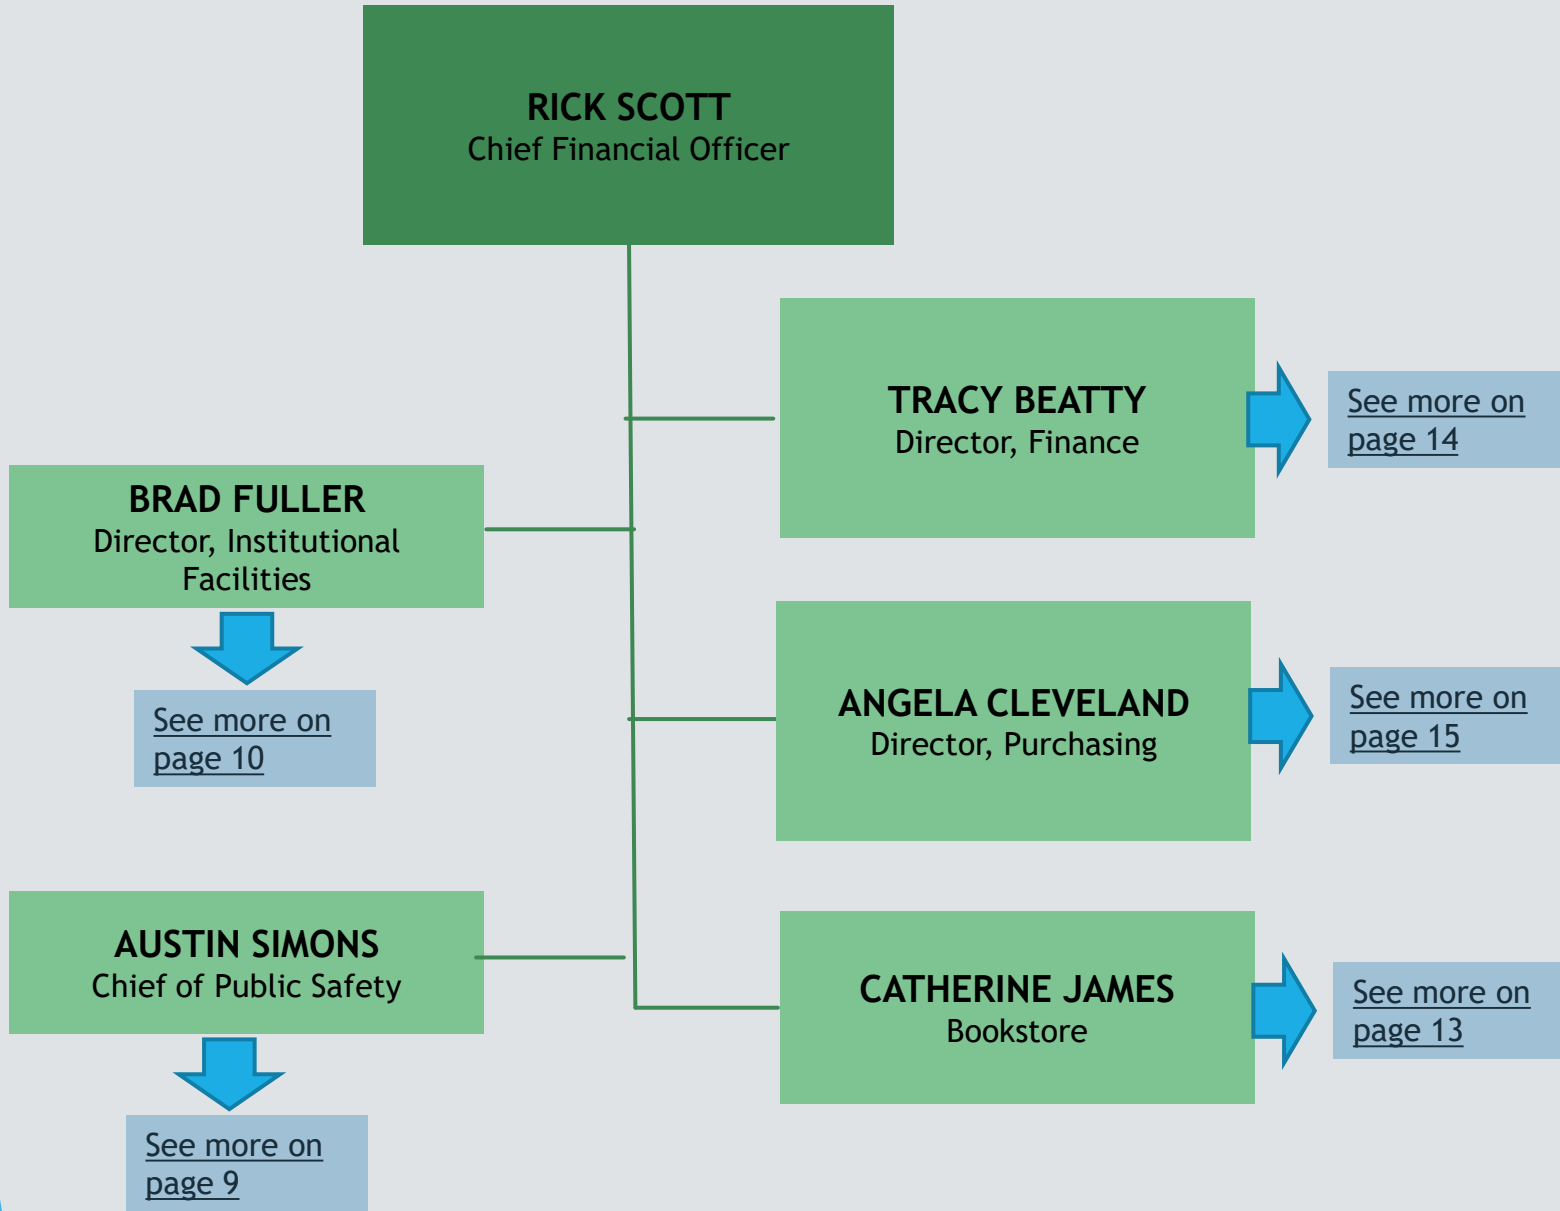 RICK SCOTT
Chief Financial Officer
TRACY BEATTY
Director, Finance
See more on
page 14
BRAD FULLER
Director, Institutional
Facilities
See more on
page 10
ANGELA CLEVELAND
Director, Purchasing
See more on
page 15
AUSTIN SIMONS
Chief of Public Safety
See more on
page 9
CATHERINE JAMES
Bookstore
See more on
page 13